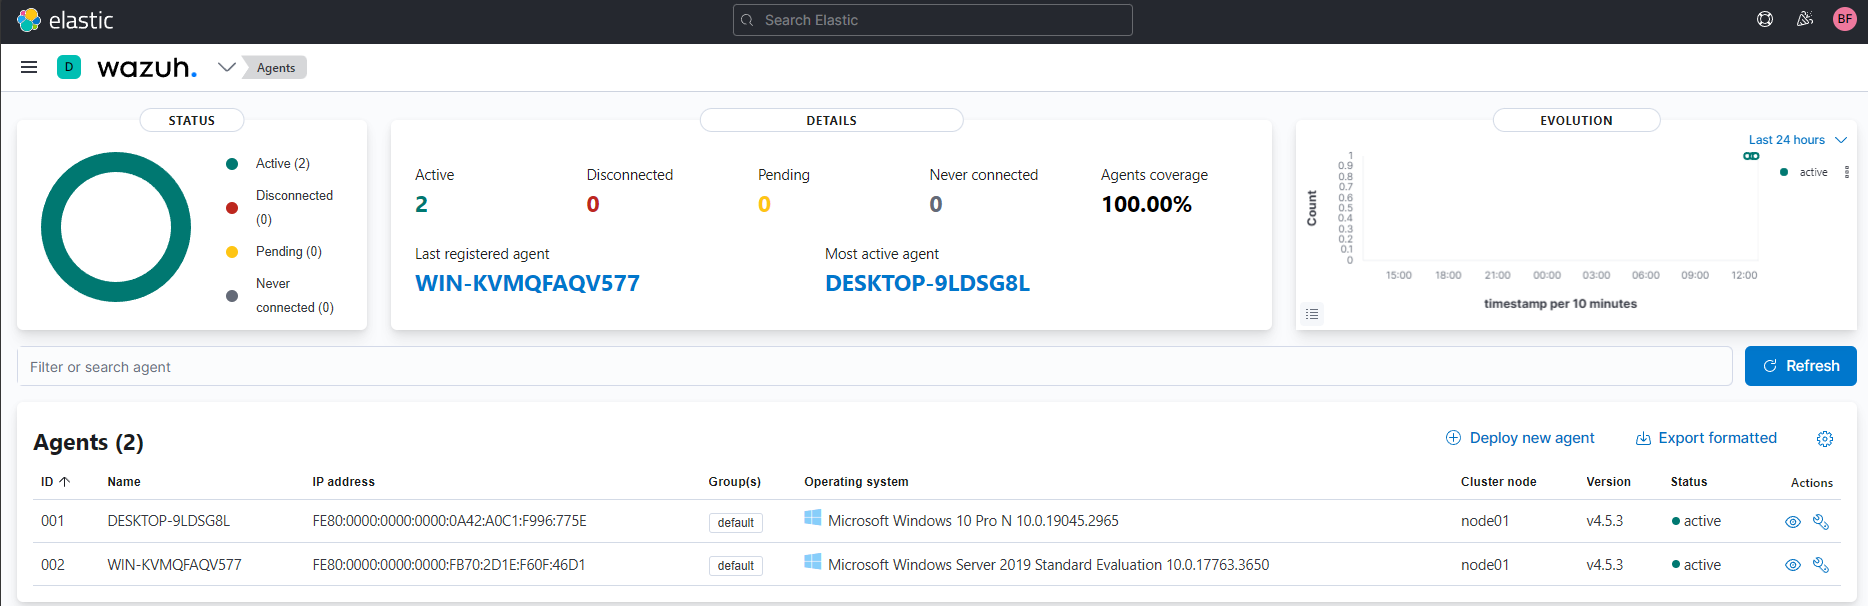 elastic
Search Elastic
BF
D
wazuh.
Agents
STATUS
Active (2)
Disconnected
(0)
Pending (0)
Never
connected (0)
DETAILS
Active
2
Disconnected
0
Pending
0
Never connected
0
Agents coverage
100.00%
Last registered agent
WIN-KVMQFAQV577
Most active agent
DESKTOP-9LDSG8L
EVOLUTION
Last 24 hours
Count
1
0.9
0.8
0.7
0.6
0.5
0.4
0.3
0.2
0.1
0
15:00 18:00 21:00 00:00 03:00 06:00 09:00 12:00
timestamp per 10 minutes
active
Filter or search agent
Refresh
Agents (2)
Deploy new agent
Export formatted
ID Name IP address Group(s) Operating system Cluster node Version Status Actions
001 DESKTOP-9LDSG8L FE80:0000:0000:0000:0A42:A0C1:F996:775E default Microsoft Windows 10 Pro N 10.0.19045.2965 node01 v4.5.3 active
002 WIN-KVMQFAQV577 FE80:0000:0000:0000:FB70:2D1E:F60F:46D1 default Microsoft Windows Server 2019 Standard Evaluation 10.0.17763.3650 node01 v4.5.3 active